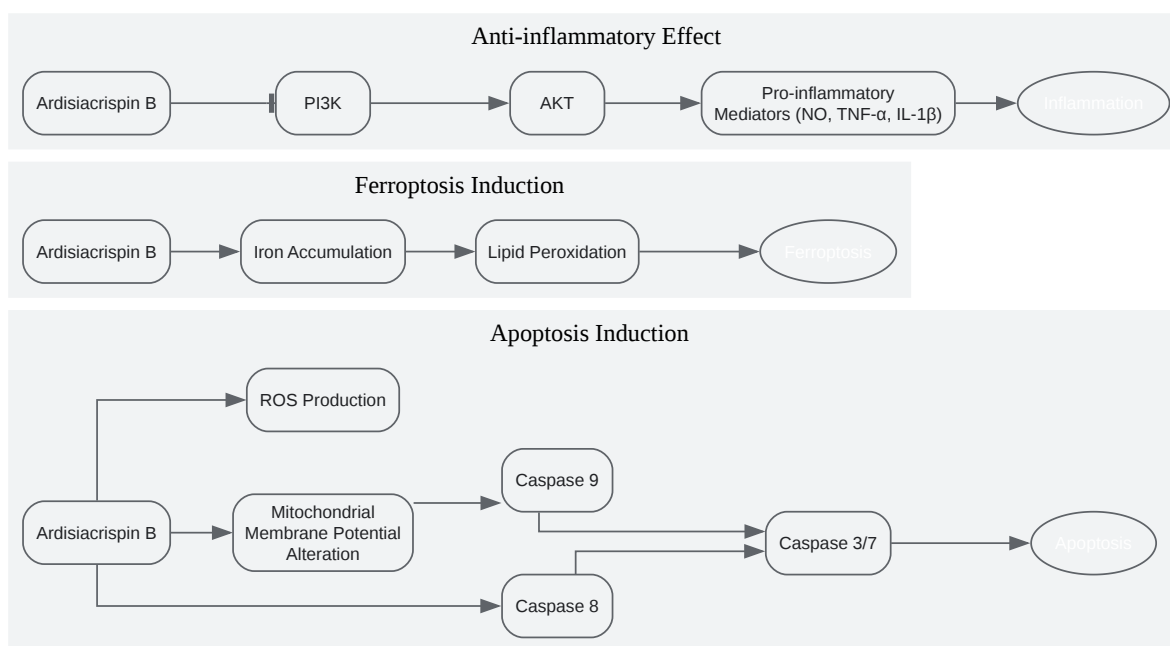 Anti-inflammatory Effect
Ardisiacrispin B
PI3K
AKT
Pro-inflammatory
Mediators (NO, TNF-α, IL-1β)
Inflammation
Ferroptosis Induction
Ardisiacrispin B
Iron Accumulation
Lipid Peroxidation
Ferroptosis
Apoptosis Induction
ROS Production
Ardisiacrispin B
Mitochondrial
Membrane Potential
Alteration
Caspase 9
Caspase 8
Caspase 3/7
Apoptosis